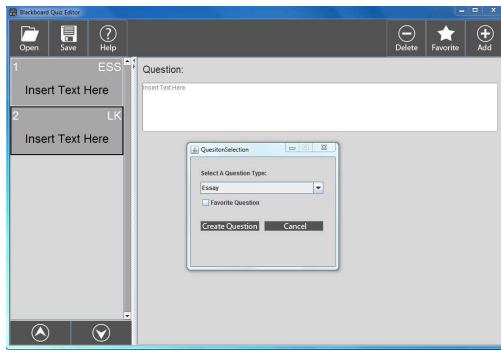 Blackboard Quiz Editor
Open Save Help Delete Favorite Add
1 ESS
Insert Text Here
2 LK
Insert Text Here
Question:
Insert Text Here
QuesitonSelection
Select A Question Type:
Essay
Favorite Question
Create Question Cancel